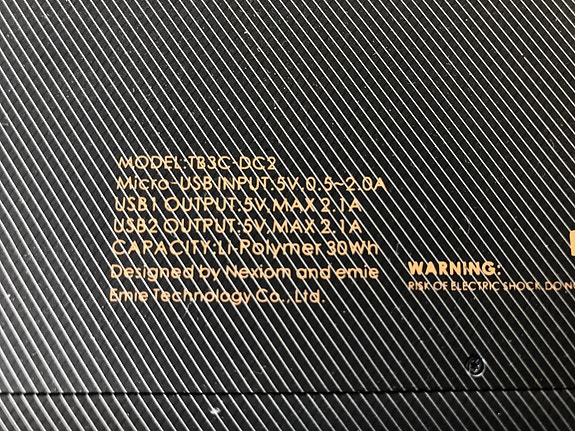 MODEL:TB3C-DC2
Micro-USB INPUT:5V,0.5~2.0A
USB1 OUTPUT:5V,MAX 2.1A
USB2 OUTPUT:5V,MAX 2.1A
CAPACITY:Li-Polymer 30Wh
Designed by Nexiom and emie
Emie Technology Co., Ltd.
WARNING:
RISK OF ELECTRIC SHOCK.DO